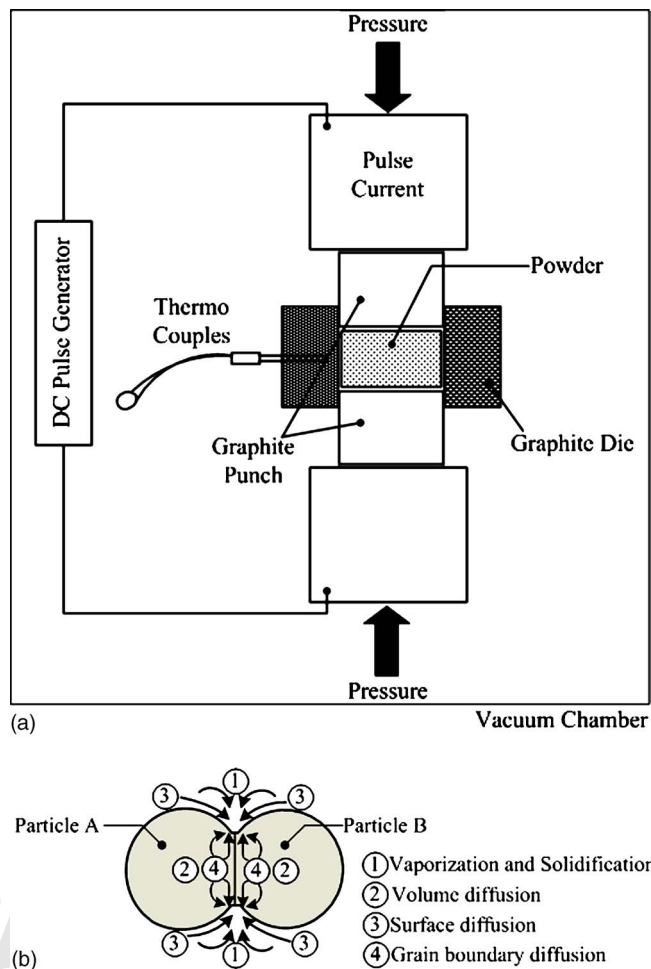 Pressure
Pulse
Current
Powder
Thermo
Couples
DC Pulse Generator
Graphite
Punch
Graphite Die
Pressure
(a)
Vacuum Chamber
1
3
3
Particle A
Particle B
2 4 4 2
3
3
1
(b)
1 Vaporization and Solidification
2 Volume diffusion
3 Surface diffusion
4 Grain boundary diffusion